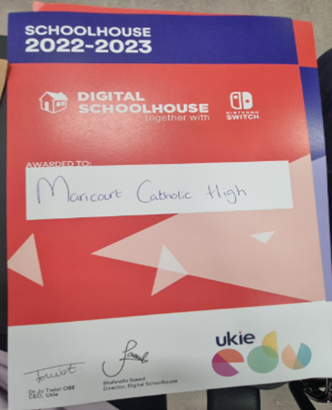 SCHOOLHOUSE
2022-2023
DIGITAL
SCHOOLHOUSE
together with
NINTENDO
SWITCH
AWARDED TO:
Maricourt Catholic High
ukie
edu
Dr Jo Twist OBE
CEO, Ukie
Shahneila Saeed
Director, Digital Schoolhouse